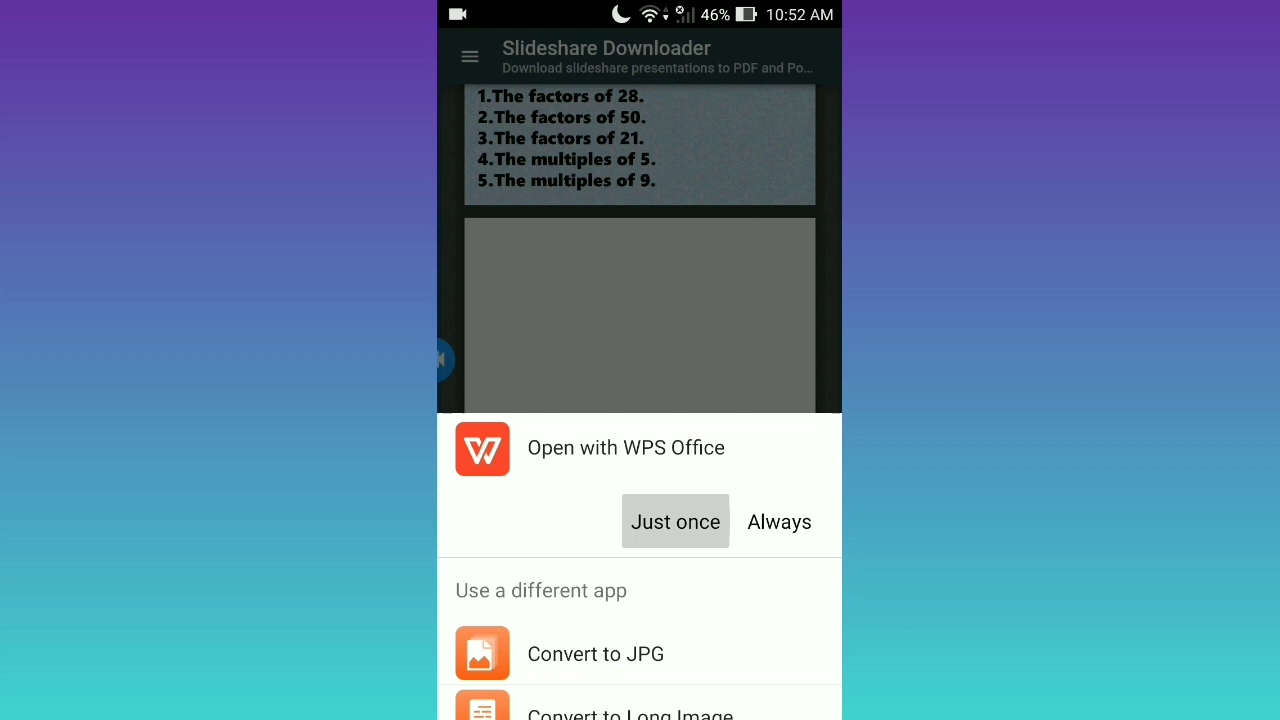 46% 10:52 AM
Slideshare Downloader
Download slideshare presentations to PDF and Po...
1.The factors of 28.
2.The factors of 50.
3.The factors of 21.
4.The multiples of 5.
5.The multiples of 9.
Open with WPS Office
Just once Always
Use a different app
Convert to JPG
Convert to Long Image